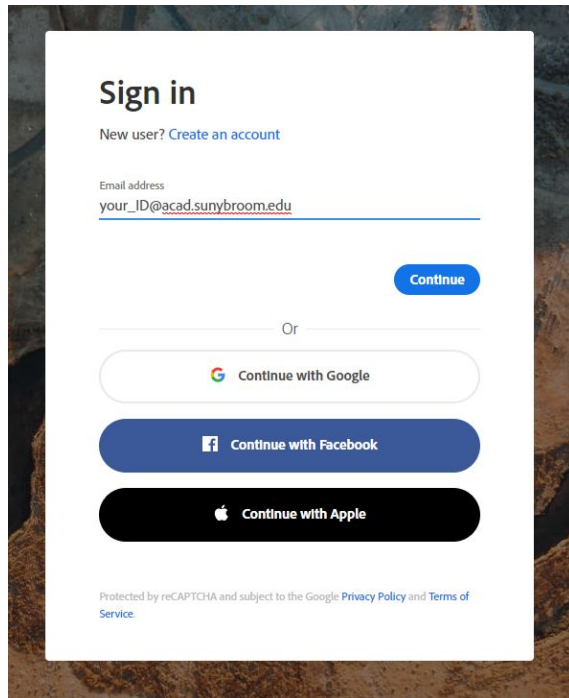 Sign in
New user? Create an account
Email address
your_ID@acad.sunybroom.edu
Continue
Or
Continue with Google
Continue with Facebook
Continue with Apple
Protected by reCAPTCHA and subject to the Google Privacy Policy and Terms of
Service.